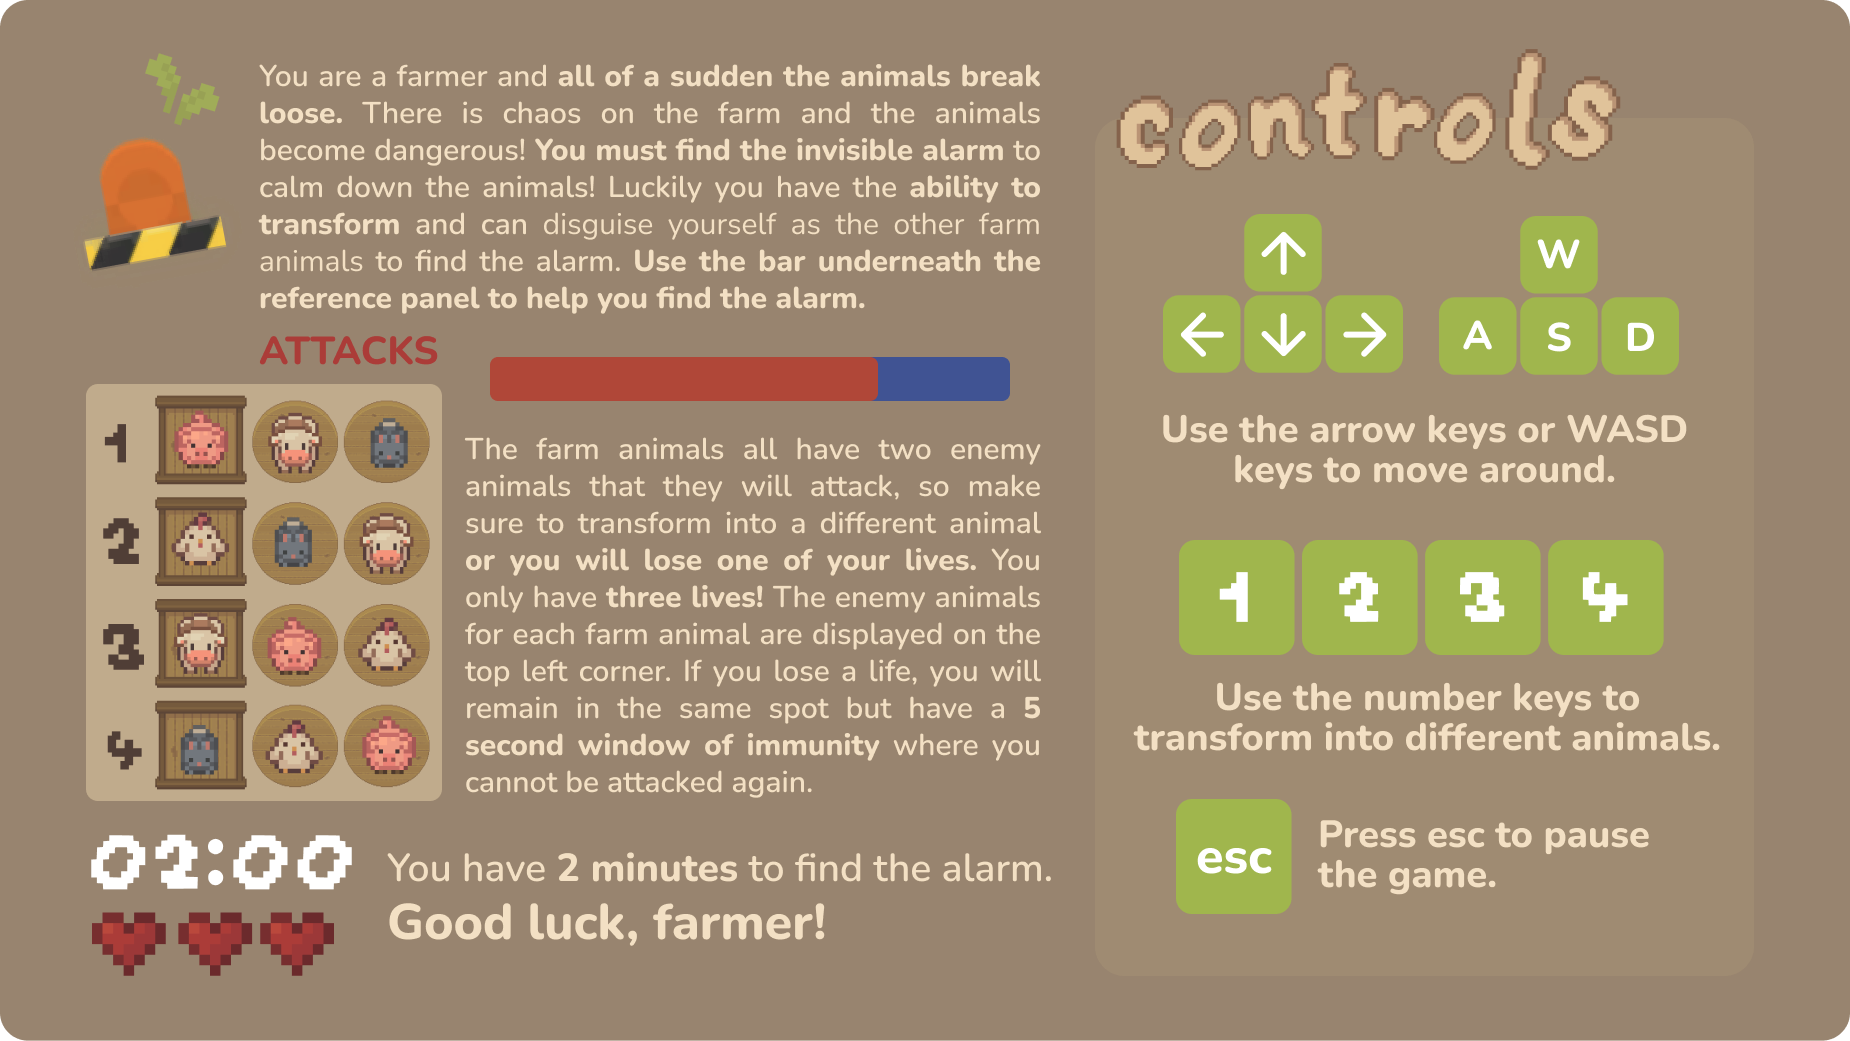 You are a farmer and all of a sudden the animals break
loose. There is chaos on the farm and the animals
become dangerous! You must find the invisible alarm to
calm down the animals! Luckily you have the ability to
transform and can disguise yourself as the other farm
animals to find the alarm. Use the bar underneath the
reference panel to help you find the alarm.
ATTACKS
1
2
3
4
The farm animals all have two enemy
animals that they will attack, so make
sure to transform into a different animal
or you will lose one of your lives. You
only have three lives! The enemy animals
for each farm animal are displayed on the
top left corner. If you lose a life, you will
remain in the same spot but have a 5
second window of immunity where you
cannot be attacked again.
02:00
You have 2 minutes to find the alarm.
Good luck, farmer!
controls
↑
← ↓ →
W
A S D
Use the arrow keys or WASD
keys to move around.
1 2 3 4
Use the number keys to
transform into different animals.
esc
Press esc to pause
the game.